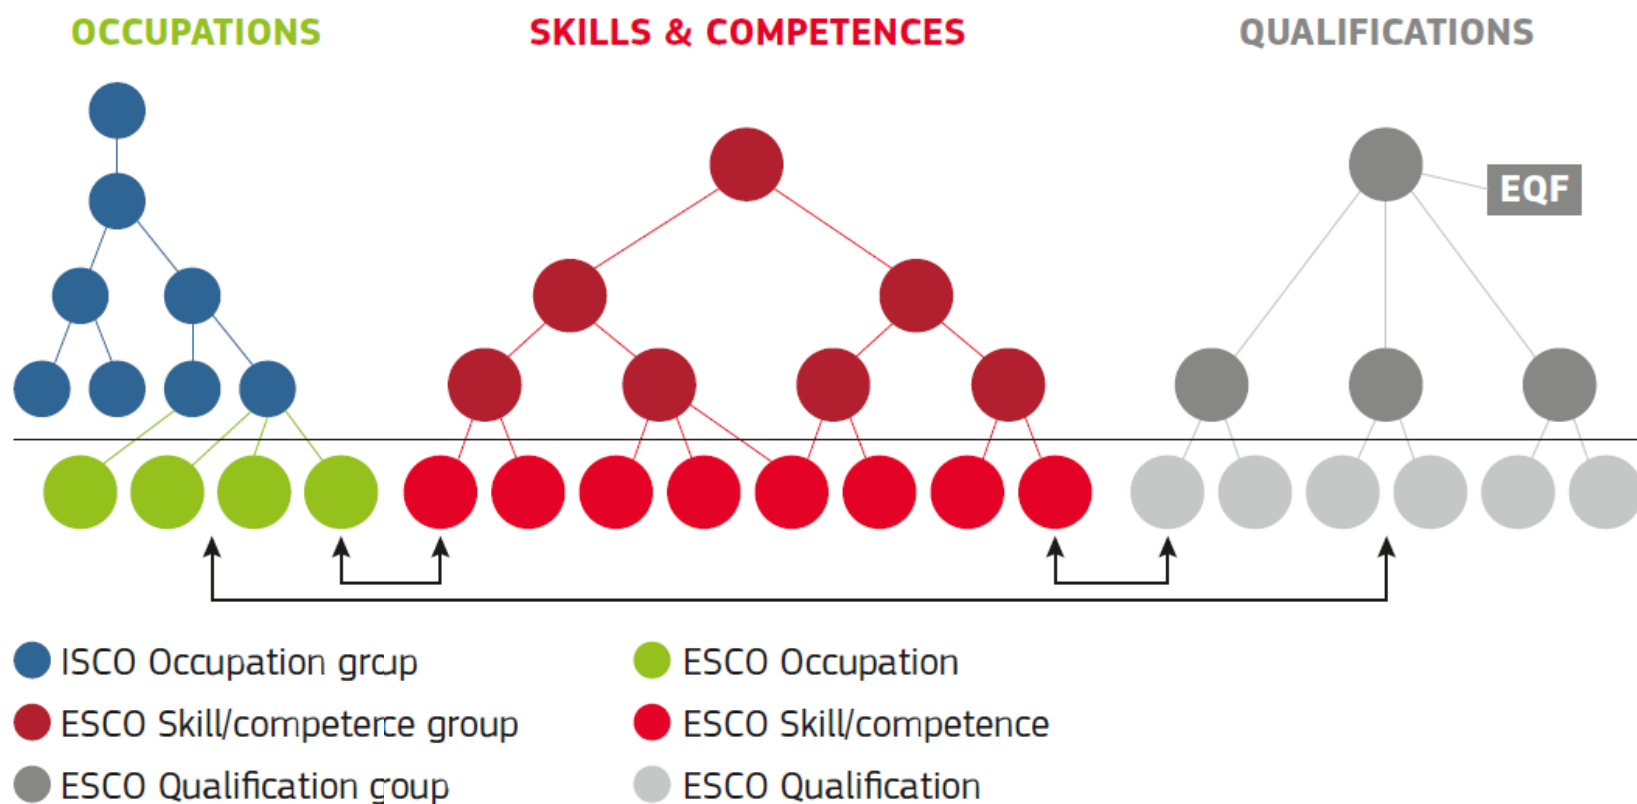 OCCUPATIONS
SKILLS & COMPETENCES
QUALIFICATIONS
EQF
ISCO Occupation group
ESCO Occupation
ESCO Skill/competence group
ESCO Skill/competence
ESCO Qualification group
ESCO Qualification